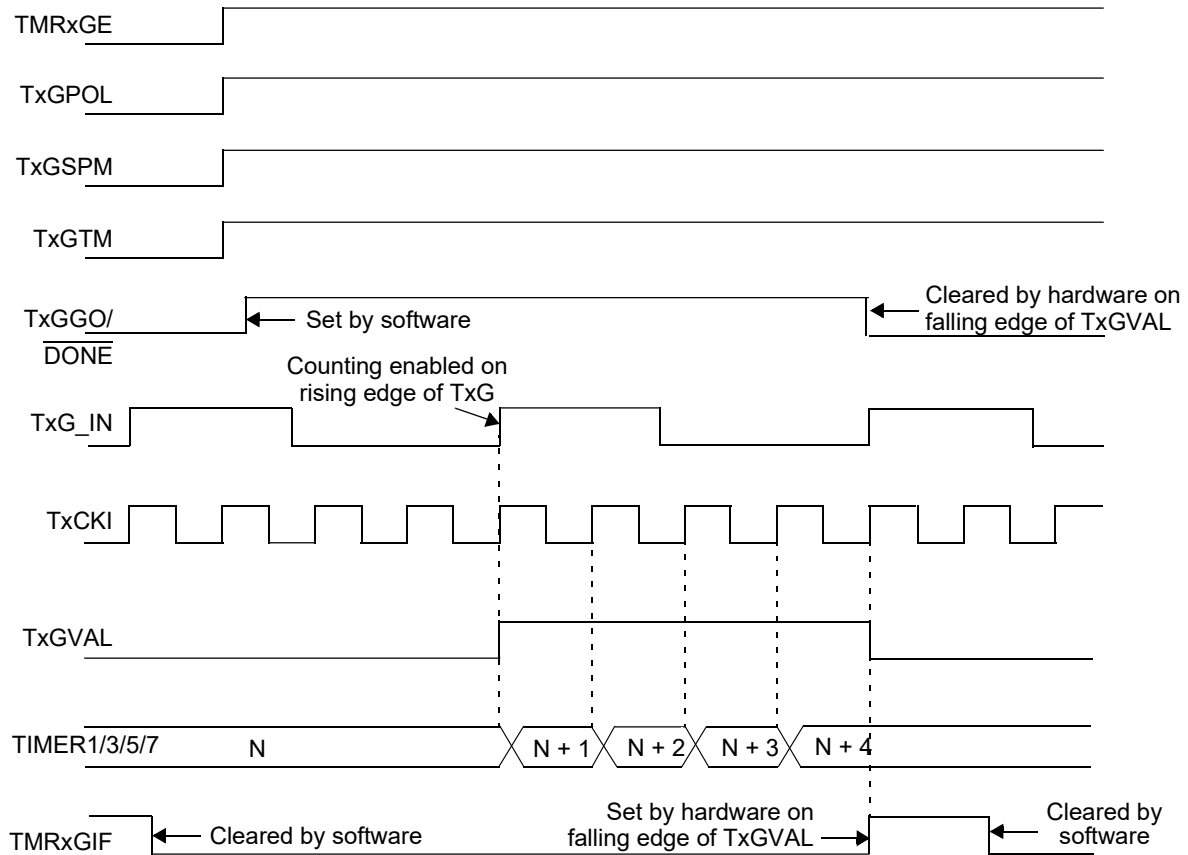 TMRxGE
TxGPOL
TxGSPM
TxGTM
TxGGO/
DONE
Set by software
Cleared by hardware on
falling edge of TxGVAL
Counting enabled on
rising edge of TxG
TxG_IN
TxCKI
TxGVAL
TIMER1/3/5/7
N
N + 1
N + 2
N + 3
N + 4
TMRxGIF
Cleared by software
Set by hardware on
falling edge of TxGVAL
Cleared by
software